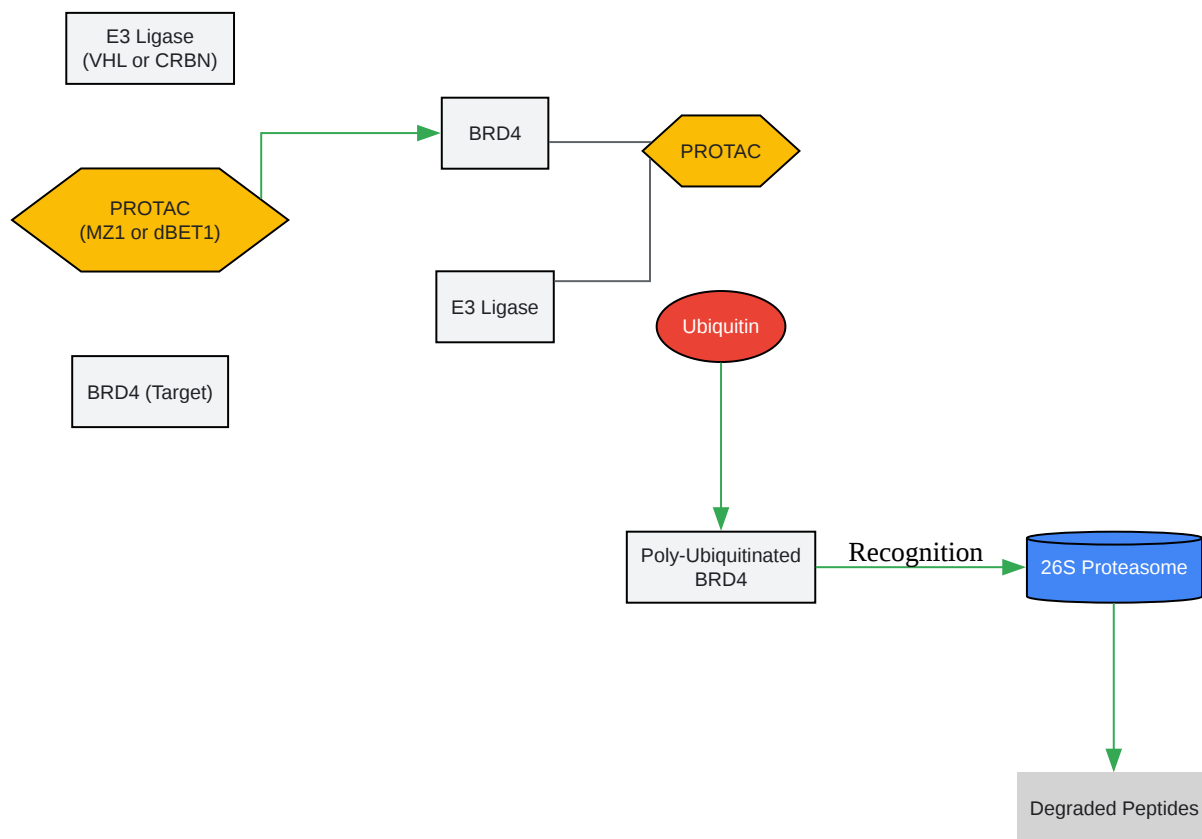 E3 Ligase
(VHL or CRBN)
BRD4
PROTAC
PROTAC
(MZ1 or dBET1)
E3 Ligase
Ubiquitin
BRD4 (Target)
Poly-Ubiquitinated
BRD4
Recognition
26S Proteasome
Degraded Peptides